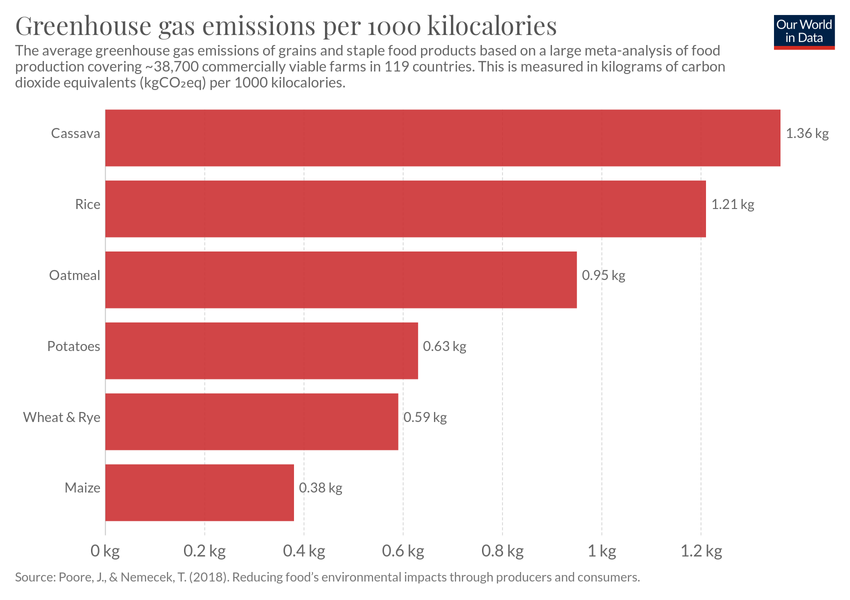 Greenhouse gas emissions per 1000 kilocalories
Our World
in Data
The average greenhouse gas emissions of grains and staple food products based on a large meta-analysis of food
production covering ~38,700 commercially viable farms in 119 countries. This is measured in kilograms of carbon
dioxide equivalents (kgCO₂eq) per 1000 kilocalories.
Cassava 1.36 kg
Rice 1.21 kg
Oatmeal 0.95 kg
Potatoes 0.63 kg
Wheat & Rye 0.59 kg
Maize 0.38 kg
0 kg 0.2 kg 0.4 kg 0.6 kg 0.8 kg 1 kg 1.2 kg
Source: Poore, J., & Nemecek, T. (2018). Reducing food's environmental impacts through producers and consumers.